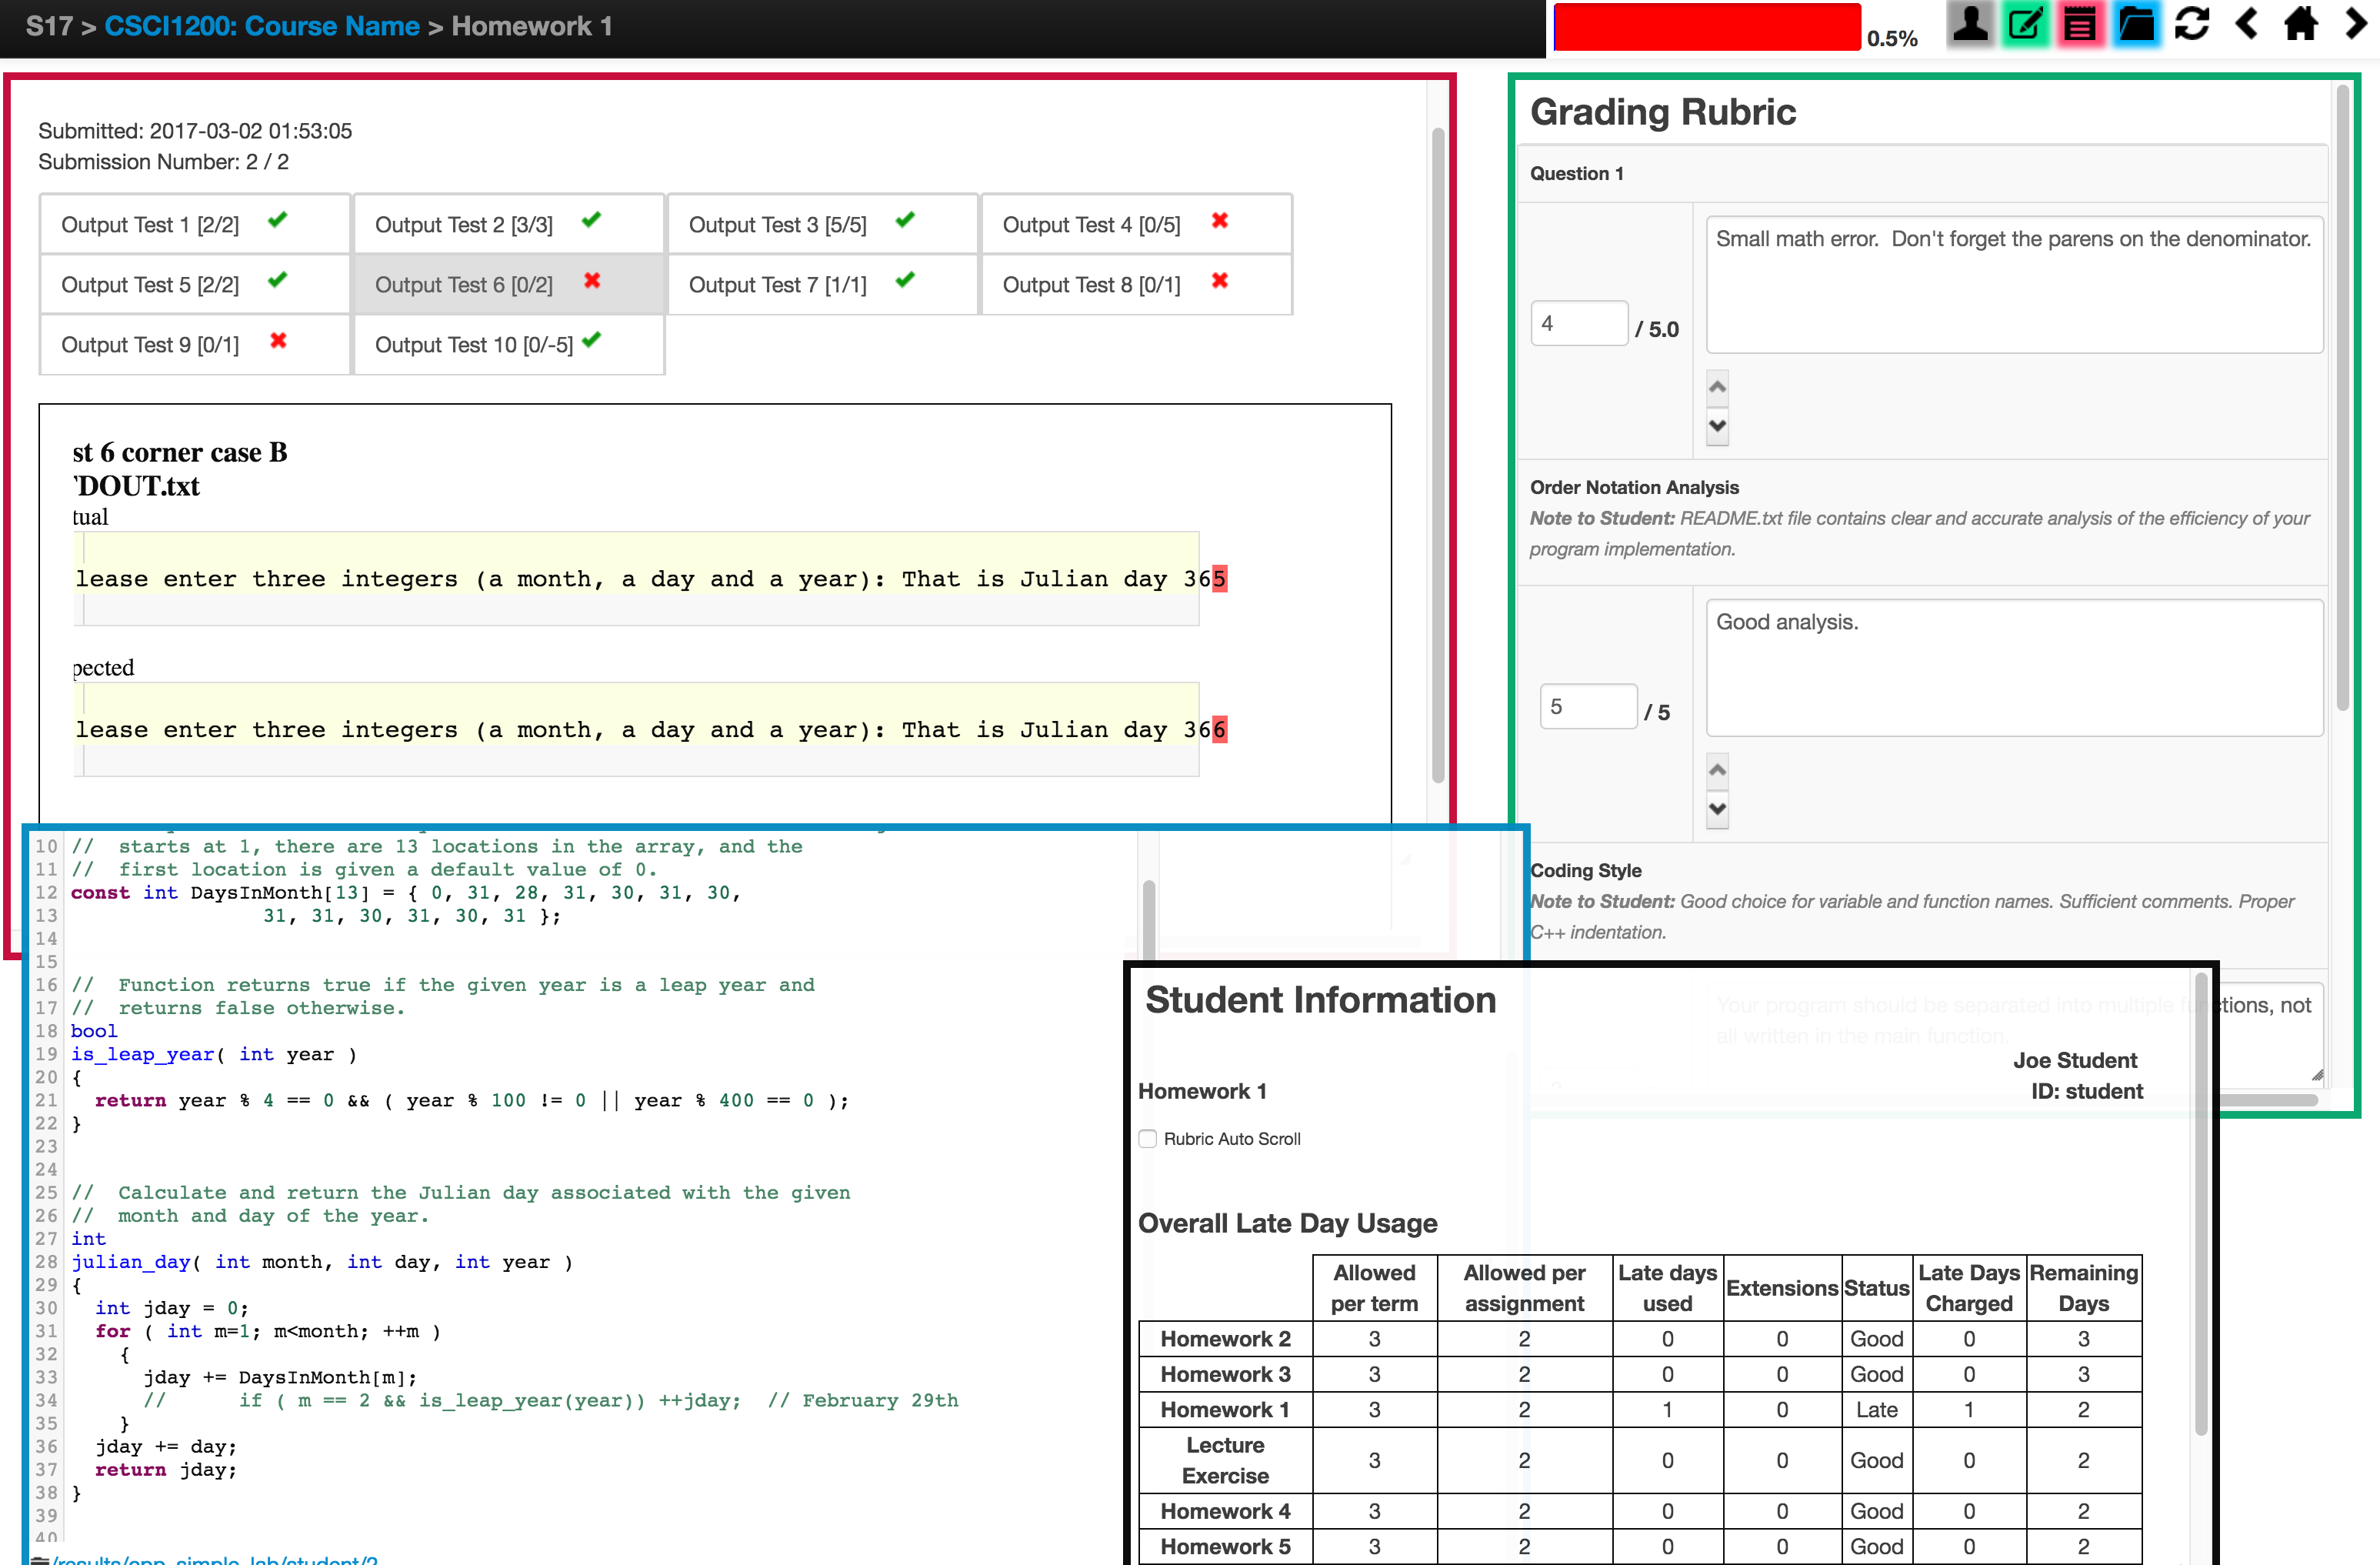 S17 > CSCI1200: Course Name > Homework 1
0.5%
Submitted: 2017-03-02 01:53:05
Submission Number: 2 / 2
Output Test 1 [2/2]
Output Test 2 [3/3]
Output Test 3 [5/5]
Output Test 4 [0/5]
Output Test 5 [2/2]
Output Test 6 [0/2]
Output Test 7 [1/1]
Output Test 8 [0/1]
Output Test 9 [0/1]
Output Test 10 [0/-5]
st 6 corner case B
TDOUT.txt
tual
lease enter three integers (a month, a day and a year): That is Julian day 365
pected
lease enter three integers (a month, a day and a year): That is Julian day 366
10 //  starts at 1, there are 13 locations in the array, and the
11 //  first location is given a default value of 0.
12 const int DaysInMonth[13] = { 0, 31, 28, 31, 30, 31, 30,
13                 31, 31, 30, 31, 30, 31 };
14
15
16 //  Function returns true if the given year is a leap year and
17 //  returns false otherwise.
18 bool
19 is_leap_year( int year )
20 {
21   return year % 4 == 0 && ( year % 100 != 0 || year % 400 == 0 );
22 }
23
24
25 //  Calculate and return the Julian day associated with the given
26 //  month and day of the year.
27 int
28 julian_day( int month, int day, int year )
29 {
30   int jday = 0;
31   for ( int m=1; m<month; ++m )
32     {
33       jday += DaysInMonth[m];
34       //      if ( m == 2 && is_leap_year(year)) ++jday;  // February 29th
35     }
36   jday += day;
37   return jday;
38 }
39
40
/results/app_simple_lab/student/2
Grading Rubric
Question 1
4 / 5.0
Small math error.  Don't forget the parens on the denominator.
Order Notation Analysis
Note to Student: README.txt file contains clear and accurate analysis of the efficiency of your
program implementation.
5 / 5
Good analysis.
Coding Style
Note to Student: Good choice for variable and function names. Sufficient comments. Proper
C++ indentation.
Your program should be separated into multiple functions, not
all written in the main function.
Student Information
Joe Student
Homework 1
ID: student
Rubric Auto Scroll
Overall Late Day Usage
Allowed per term Allowed per assignment Late days used Extensions Status Late Days Charged Remaining Days
Homework 2 3 2 0 0 Good 0 3
Homework 3 3 2 0 0 Good 0 3
Homework 1 3 2 1 0 Late 1 2
Lecture Exercise 3 2 0 0 Good 0 2
Homework 4 3 2 0 0 Good 0 2
Homework 5 3 2 0 0 Good 0 2